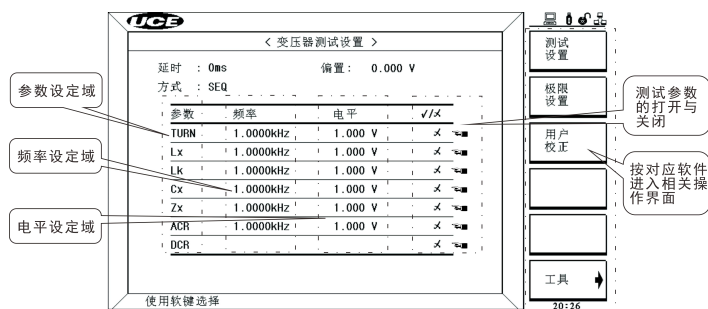 UCE
< 变压器测试设置 >
延时 : 0ms 偏置: 0.000 V
方式 : SEQ
参数 频率 电平 √/✗
TURN 1.0000kHz 1.000 V ✗
Lx 1.0000kHz 1.000 V ✗
Lk 1.0000kHz 1.000 V ✗
Cx 1.0000kHz 1.000 V ✗
Zx 1.0000kHz 1.000 V ✗
ACR 1.0000kHz 1.000 V ✗
DCR ✗
使用软键选择
参数设定域
频率设定域
电平设定域
测试
设置
极限
设置
用户
校正
工具
20:26
测试参数
的打开与
关闭
按对应软件
进入相关操
作界面